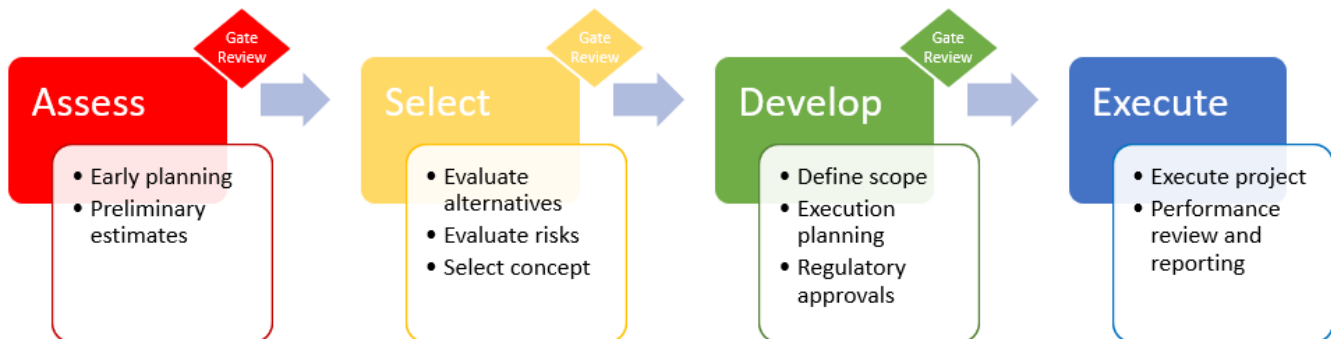 Gate
Review
Assess
• Early planning
• Preliminary
estimates
Gate
Review
Select
• Evaluate
alternatives
• Evaluate risks
• Select concept
Gate
Review
Develop
• Define scope
• Execution
planning
• Regulatory
approvals
Execute
• Execute project
• Performance
review and
reporting